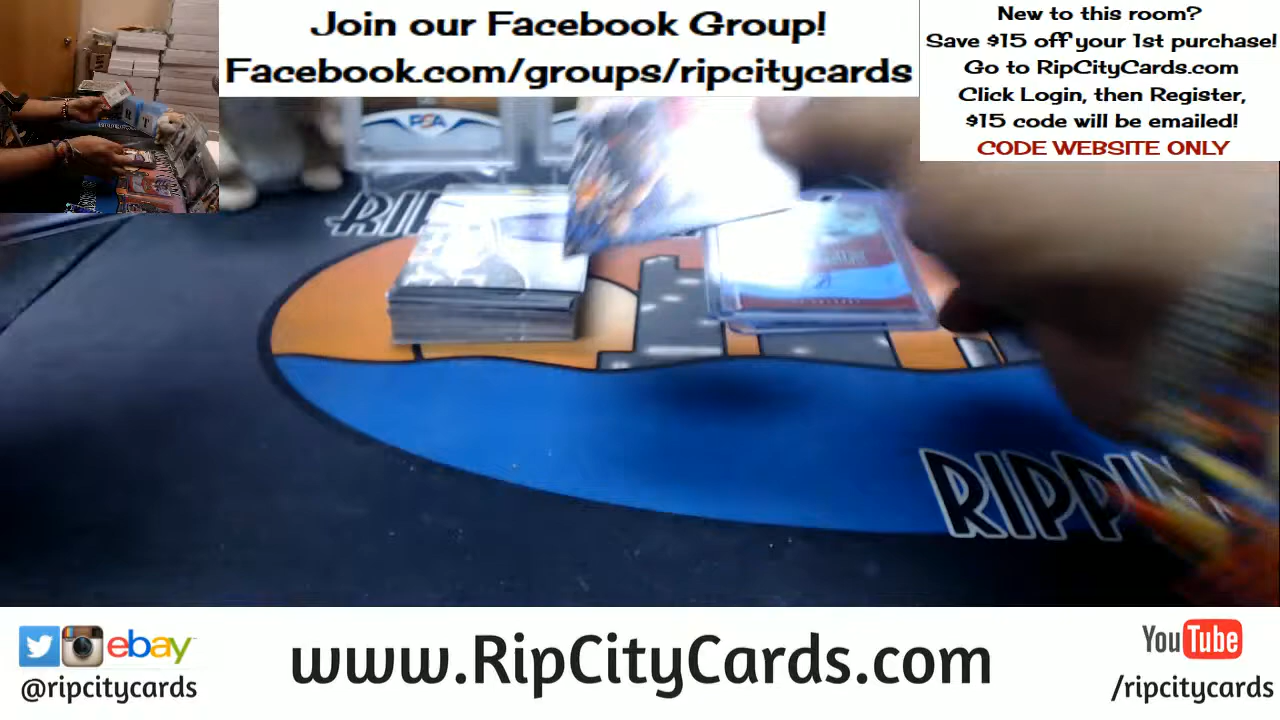 Join our Facebook Group!
Facebook.com/groups/ripcitycards
New to this room?
Save $15 off your 1st purchase!
Go to RipCityCards.com
Click Login, then Register,
$15 code will be emailed!
CODE WEBSITE ONLY
PSA
RIP
RIPPIN
ebay
@ripcitycards
www.RipCityCards.com
YouTube
/ripcitycards